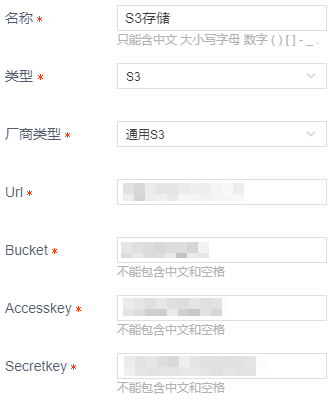 名称 *
S3存储
只能含中文 大小写字母 数字 ( ) [ ] - _ .
类型 *
S3
厂商类型 *
通用S3
Url *
Bucket *
不能包含中文和空格
Accesskey *
不能包含中文和空格
Secretkey *
不能包含中文和空格